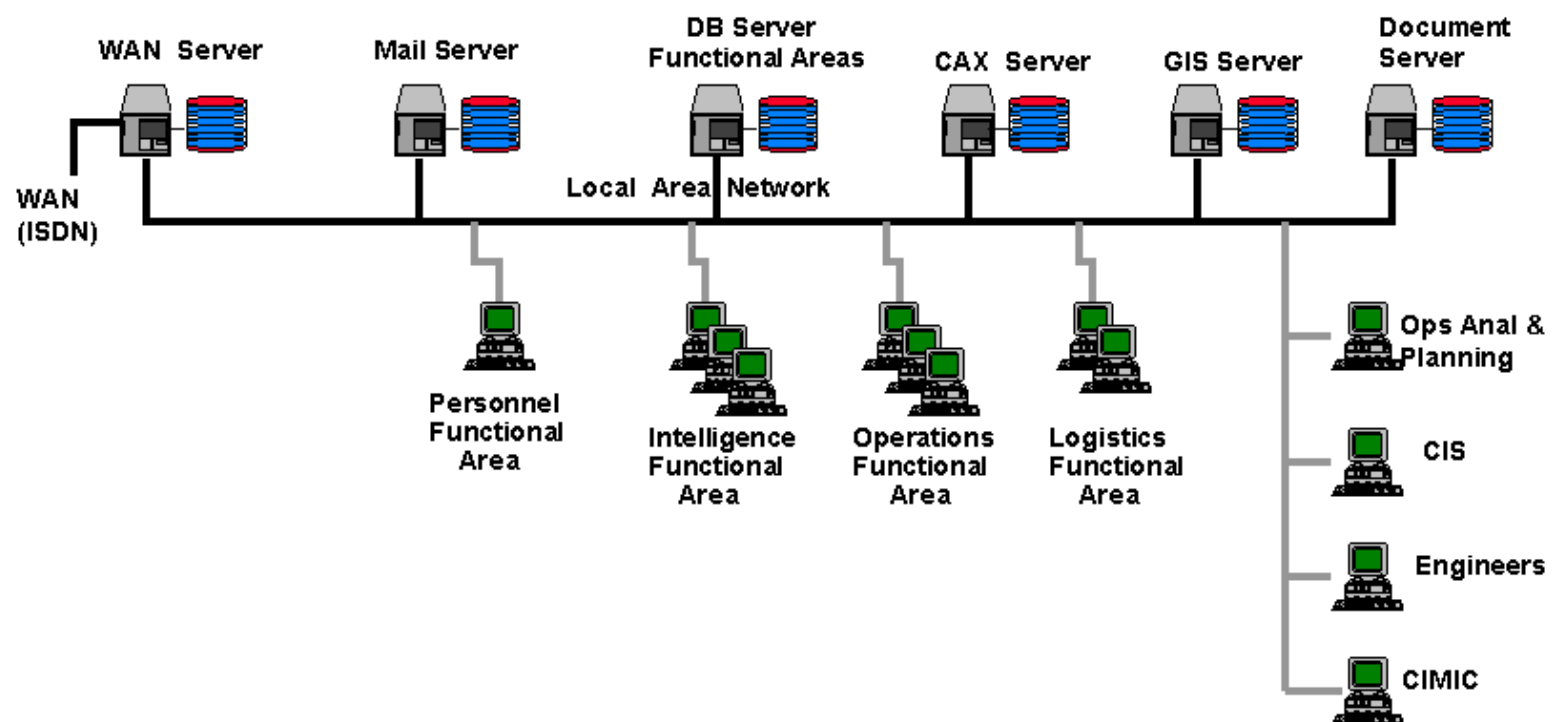 WAN Server
Mail Server
DB Server
Functional Areas
CAX Server
GIS Server
Document
Server
WAN
(ISDN)
Local Area Network
Personnel
Functional
Area
Intelligence
Functional
Area
Operations
Functional
Area
Logistics
Functional
Area
Ops Anal &
Planning
CIS
Engineers
CIMIC